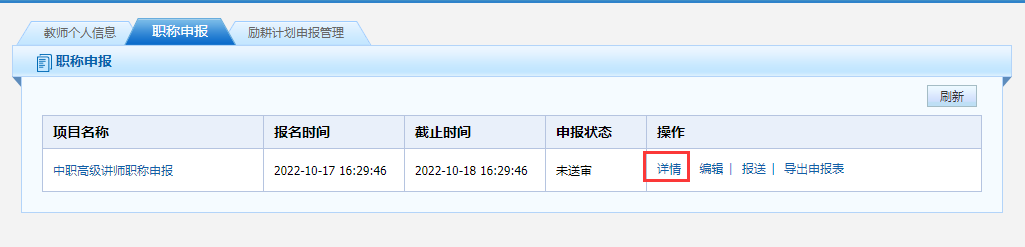 教师个人信息 职称申报 励耕计划申报管理
职称申报
刷新
项目名称 报名时间 截止时间 申报状态 操作
中职高级讲师职称申报 2022-10-17 16:29:46 2022-10-18 16:29:46 未送审 详情 编辑 | 报送 | 导出申报表